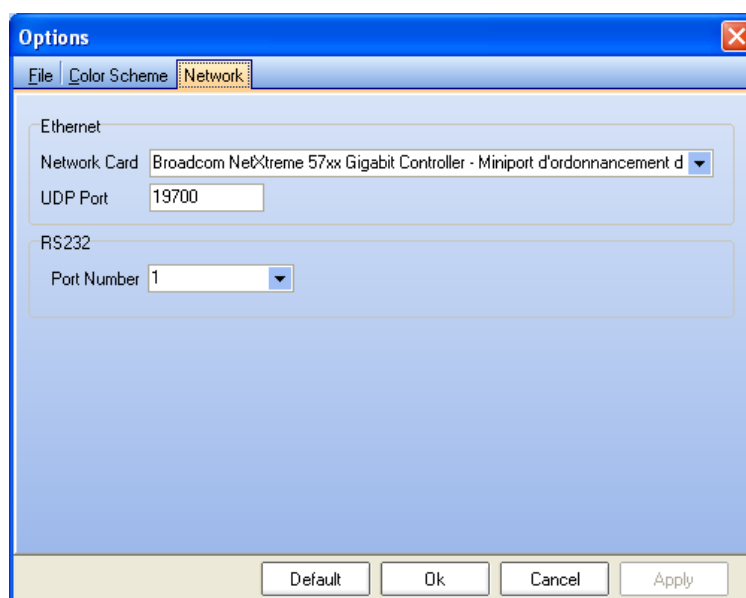 Options
File Color Scheme Network
Ethernet
Network Card Broadcom NetXtreme 57xx Gigabit Controller - Miniport d'ordonnancement d
UDP Port 19700
RS232
Port Number 1
Default Ok Cancel Apply